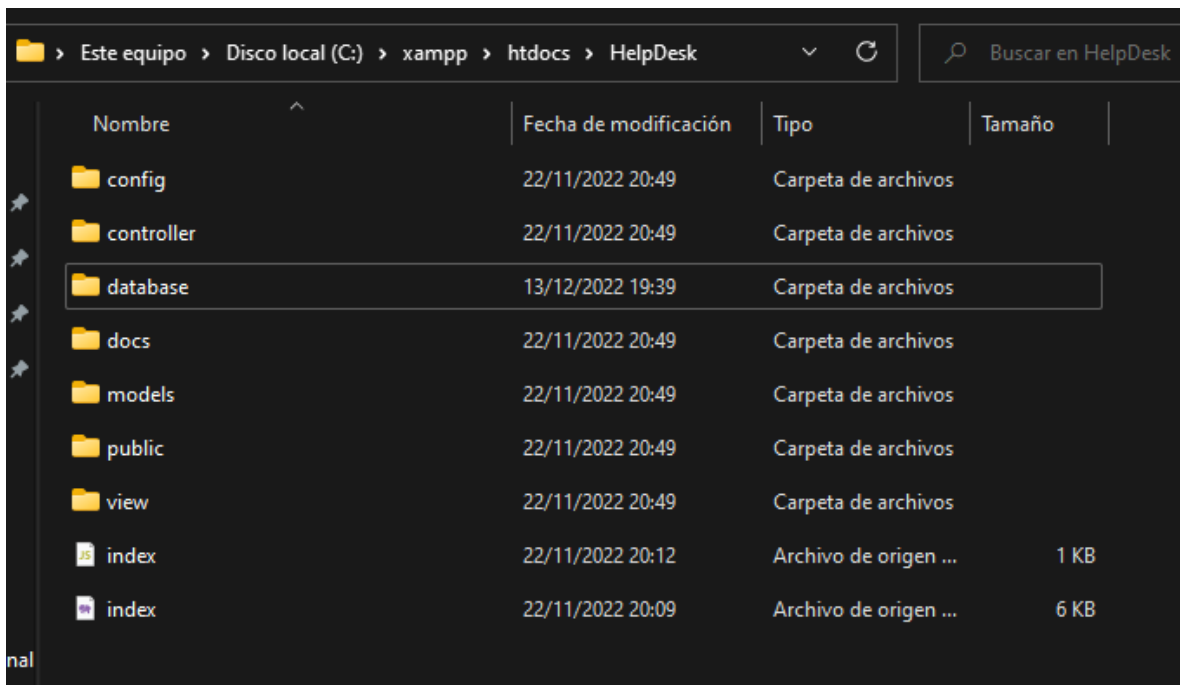 Este equipo > Disco local (C:) > xampp > htdocs > HelpDesk Buscar en HelpDesk
Nombre Fecha de modificación Tipo Tamaño
config 22/11/2022 20:49 Carpeta de archivos
controller 22/11/2022 20:49 Carpeta de archivos
database 13/12/2022 19:39 Carpeta de archivos
docs 22/11/2022 20:49 Carpeta de archivos
models 22/11/2022 20:49 Carpeta de archivos
public 22/11/2022 20:49 Carpeta de archivos
view 22/11/2022 20:49 Carpeta de archivos
JS index 22/11/2022 20:12 Archivo de origen ... 1 KB
index 22/11/2022 20:09 Archivo de origen ... 6 KB
nal